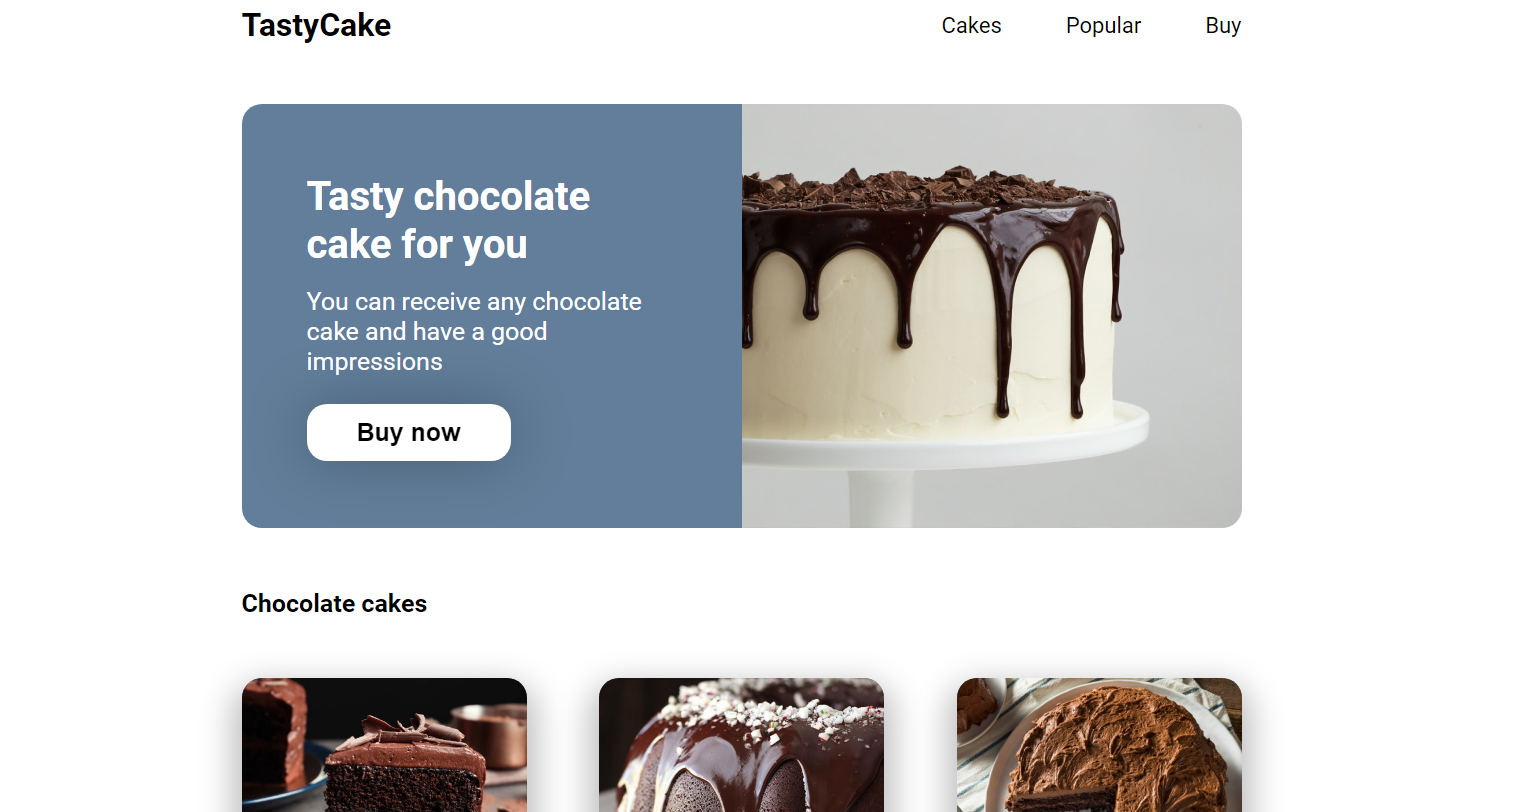 TastyCake
Cakes
Popular
Buy
Tasty chocolate
cake for you
You can receive any chocolate
cake and have a good
impressions
Buy now
Chocolate cakes